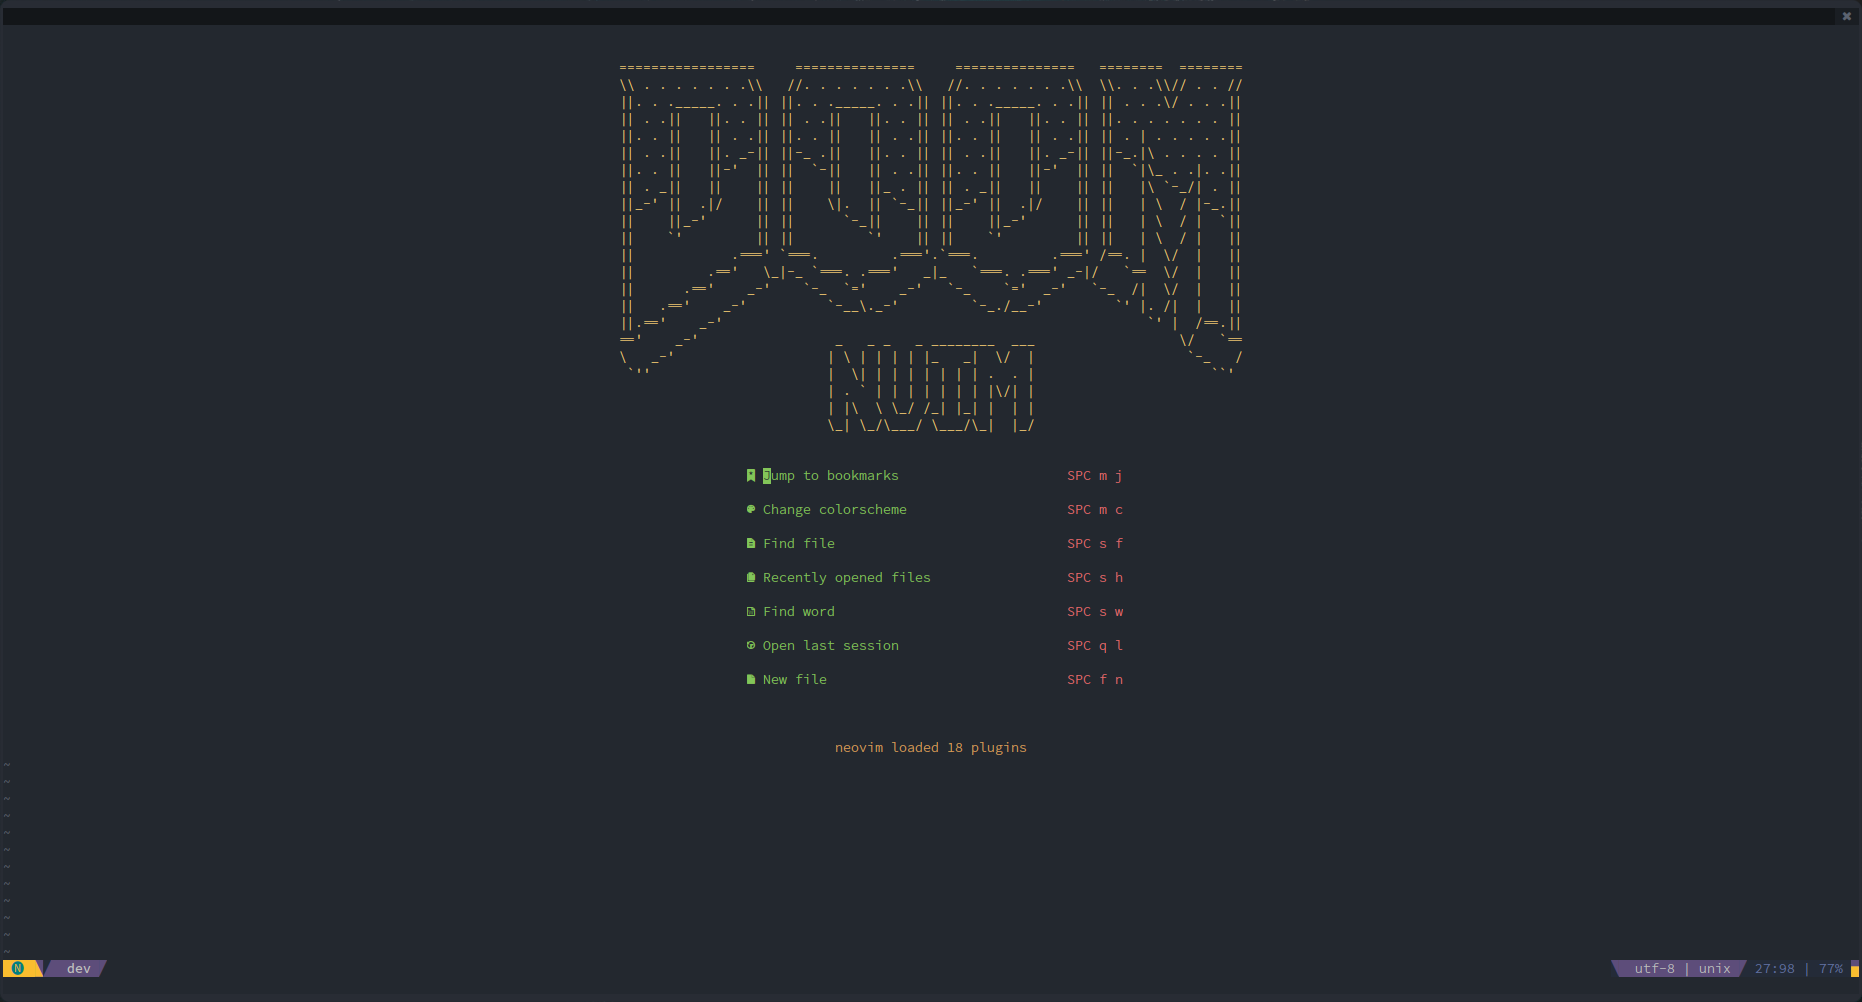 ✖
Jump to bookmarks SPC m j
Change colorscheme SPC m c
Find file SPC s f
Recently opened files SPC s h
Find word SPC s w
Open last session SPC q l
New file SPC f n
neovim loaded 18 plugins
N dev utf-8 | unix 27:98 | 77%